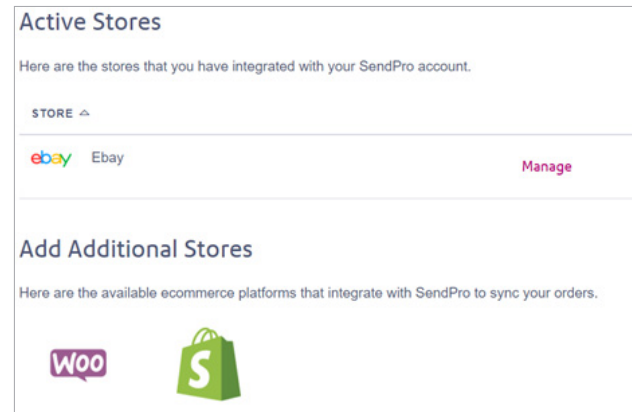 Active Stores
Here are the stores that you have integrated with your SendPro account.
STORE
ebay Ebay
Manage
Add Additional Stores
Here are the available ecommerce platforms that integrate with SendPro to sync your orders.
Woo S